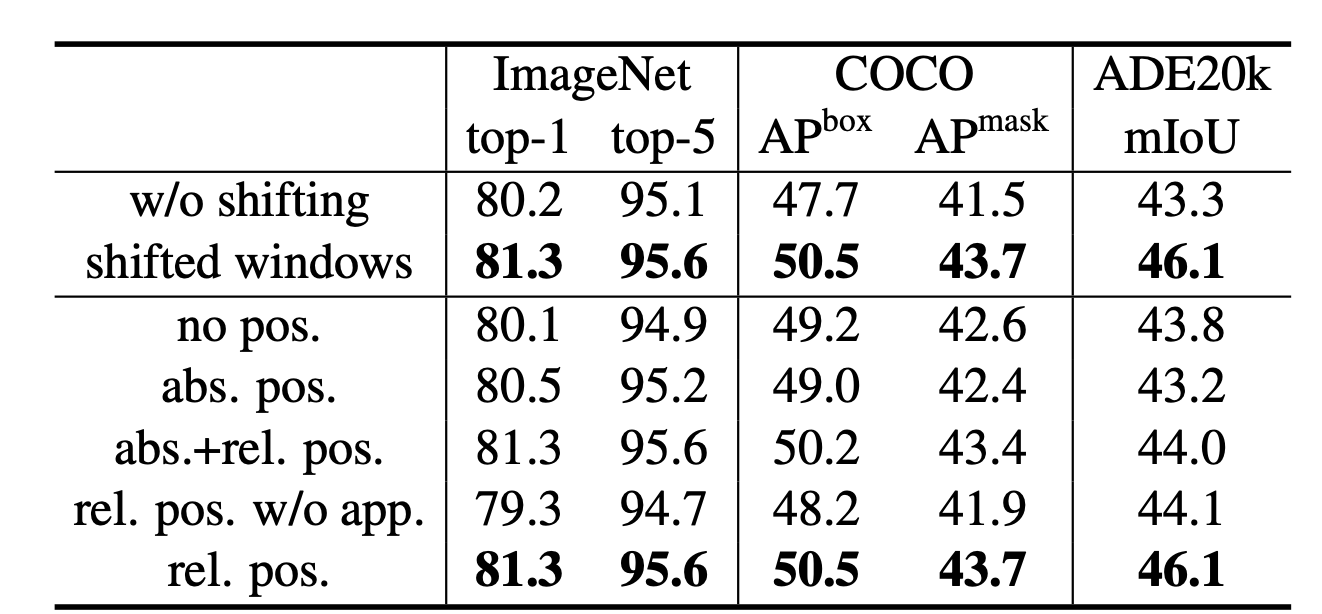 ImageNet COCO ADE20k
top-1 top-5 AP^box AP^mask mIoU
w/o shifting 80.2 95.1 47.7 41.5 43.3
shifted windows 81.3 95.6 50.5 43.7 46.1
no pos. 80.1 94.9 49.2 42.6 43.8
abs. pos. 80.5 95.2 49.0 42.4 43.2
abs.+rel. pos. 81.3 95.6 50.2 43.4 44.0
rel. pos. w/o app. 79.3 94.7 48.2 41.9 44.1
rel. pos. 81.3 95.6 50.5 43.7 46.1